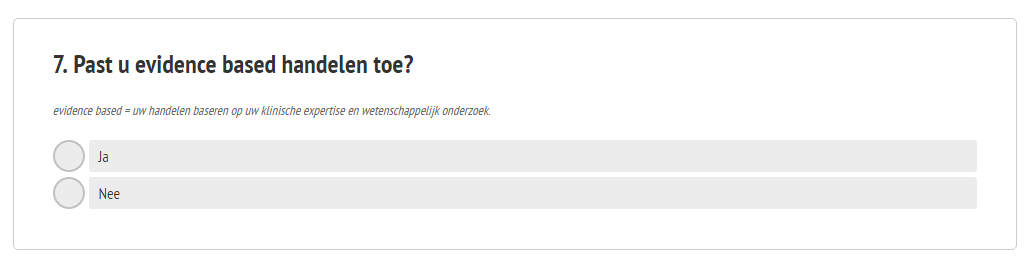 7. Past u evidence based handelen toe?
evidence based = uw handelen baseren op uw klinische expertise en wetenschappelijk onderzoek.
Ja
Nee